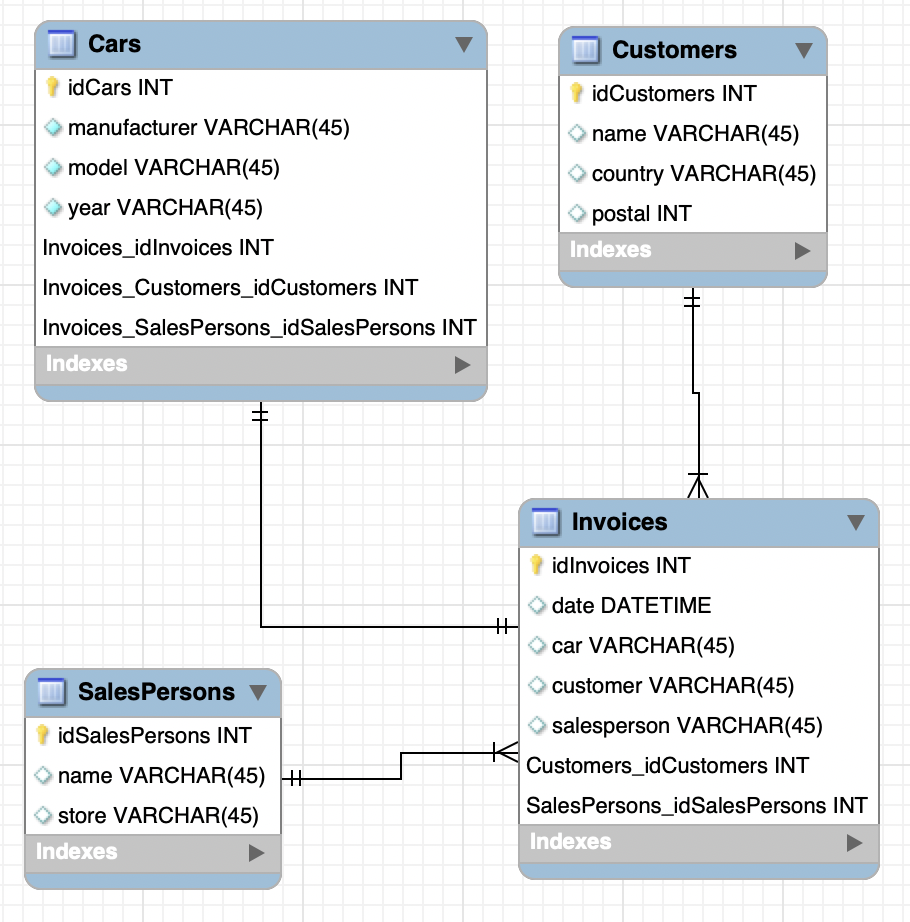 Cars
idCars INT
manufacturer VARCHAR(45)
model VARCHAR(45)
year VARCHAR(45)
Invoices_idInvoices INT
Invoices_Customers_idCustomers INT
Invoices_SalesPersons_idSalesPersons INT
Indexes
Customers
idCustomers INT
name VARCHAR(45)
country VARCHAR(45)
postal INT
Indexes
SalesPersons
idSalesPersons INT
name VARCHAR(45)
store VARCHAR(45)
Indexes
Invoices
idInvoices INT
date DATETIME
car VARCHAR(45)
customer VARCHAR(45)
salesperson VARCHAR(45)
Customers_idCustomers INT
SalesPersons_idSalesPersons INT
Indexes